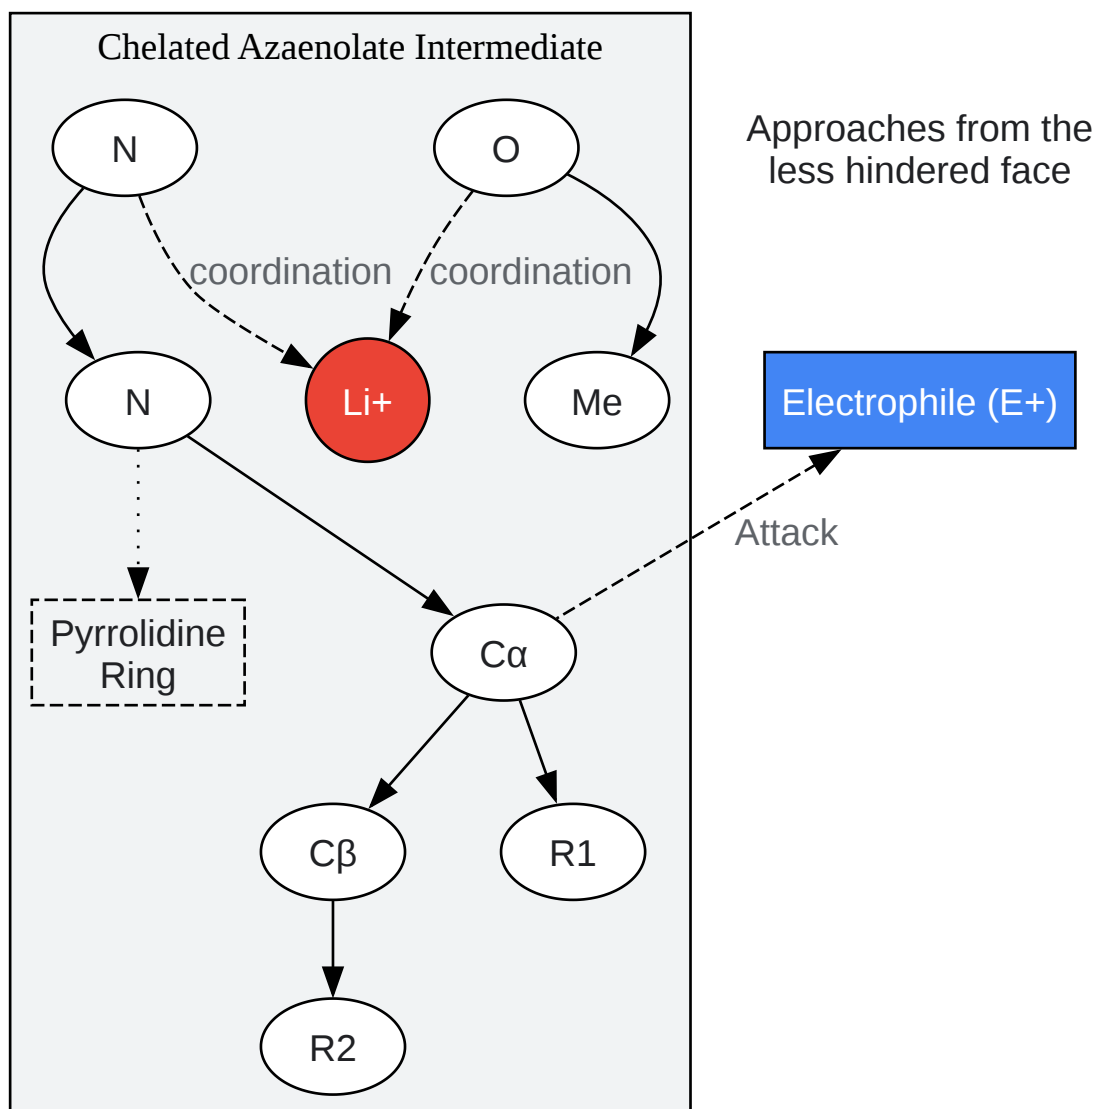 Chelated Azaenolate Intermediate
N
O
Approaches from the
less hindered face
coordination
coordination
N
Li+
Me
Electrophile (E+)
Attack
Pyrrolidine
Ring
Cα
Cβ
R1
R2